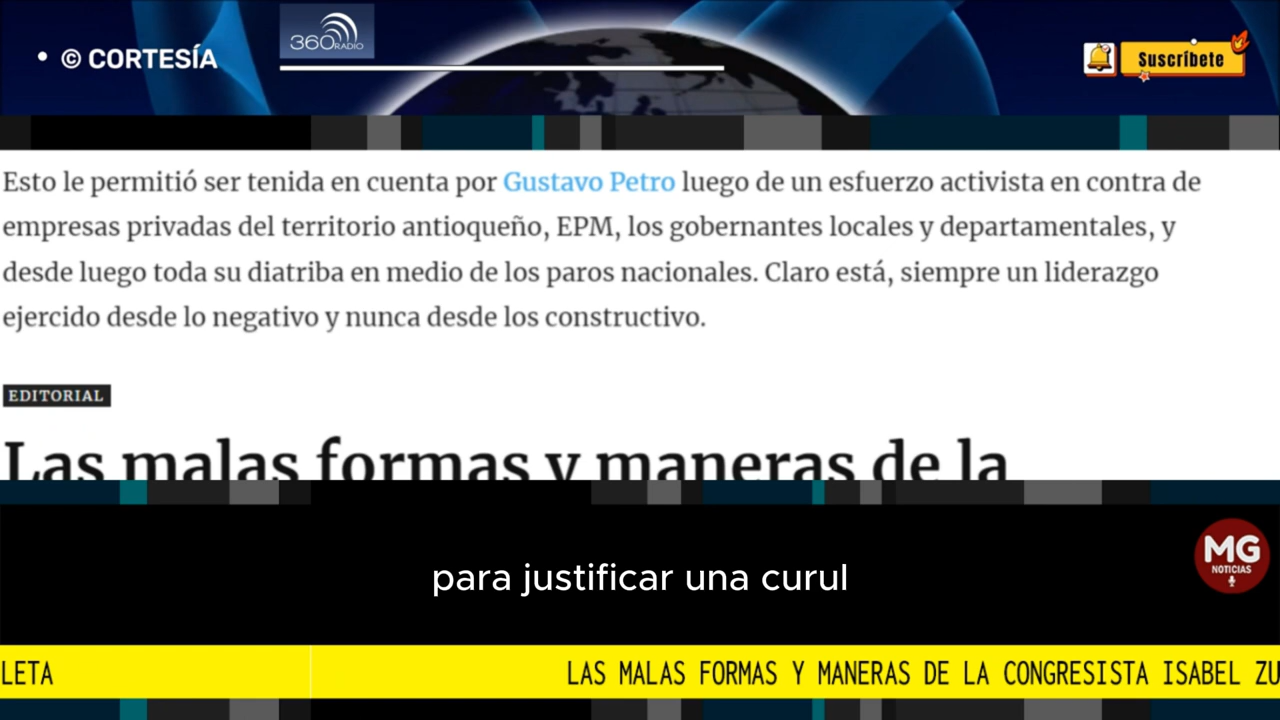 © CORTESÍA
360RADIO
Suscríbete
Esto le permitió ser tenida en cuenta por Gustavo Petro luego de un esfuerzo activista en contra de
empresas privadas del territorio antioqueño, EPM, los gobernantes locales y departamentales, y
desde luego toda su diatriba en medio de los paros nacionales. Claro está, siempre un liderazgo
ejercido desde lo negativo y nunca desde los constructivo.
EDITORIAL
Las malas formas y maneras de la
para justificar una curul
MG
NOTICIAS
LETA LAS MALAS FORMAS Y MANERAS DE LA CONGRESISTA ISABEL ZU